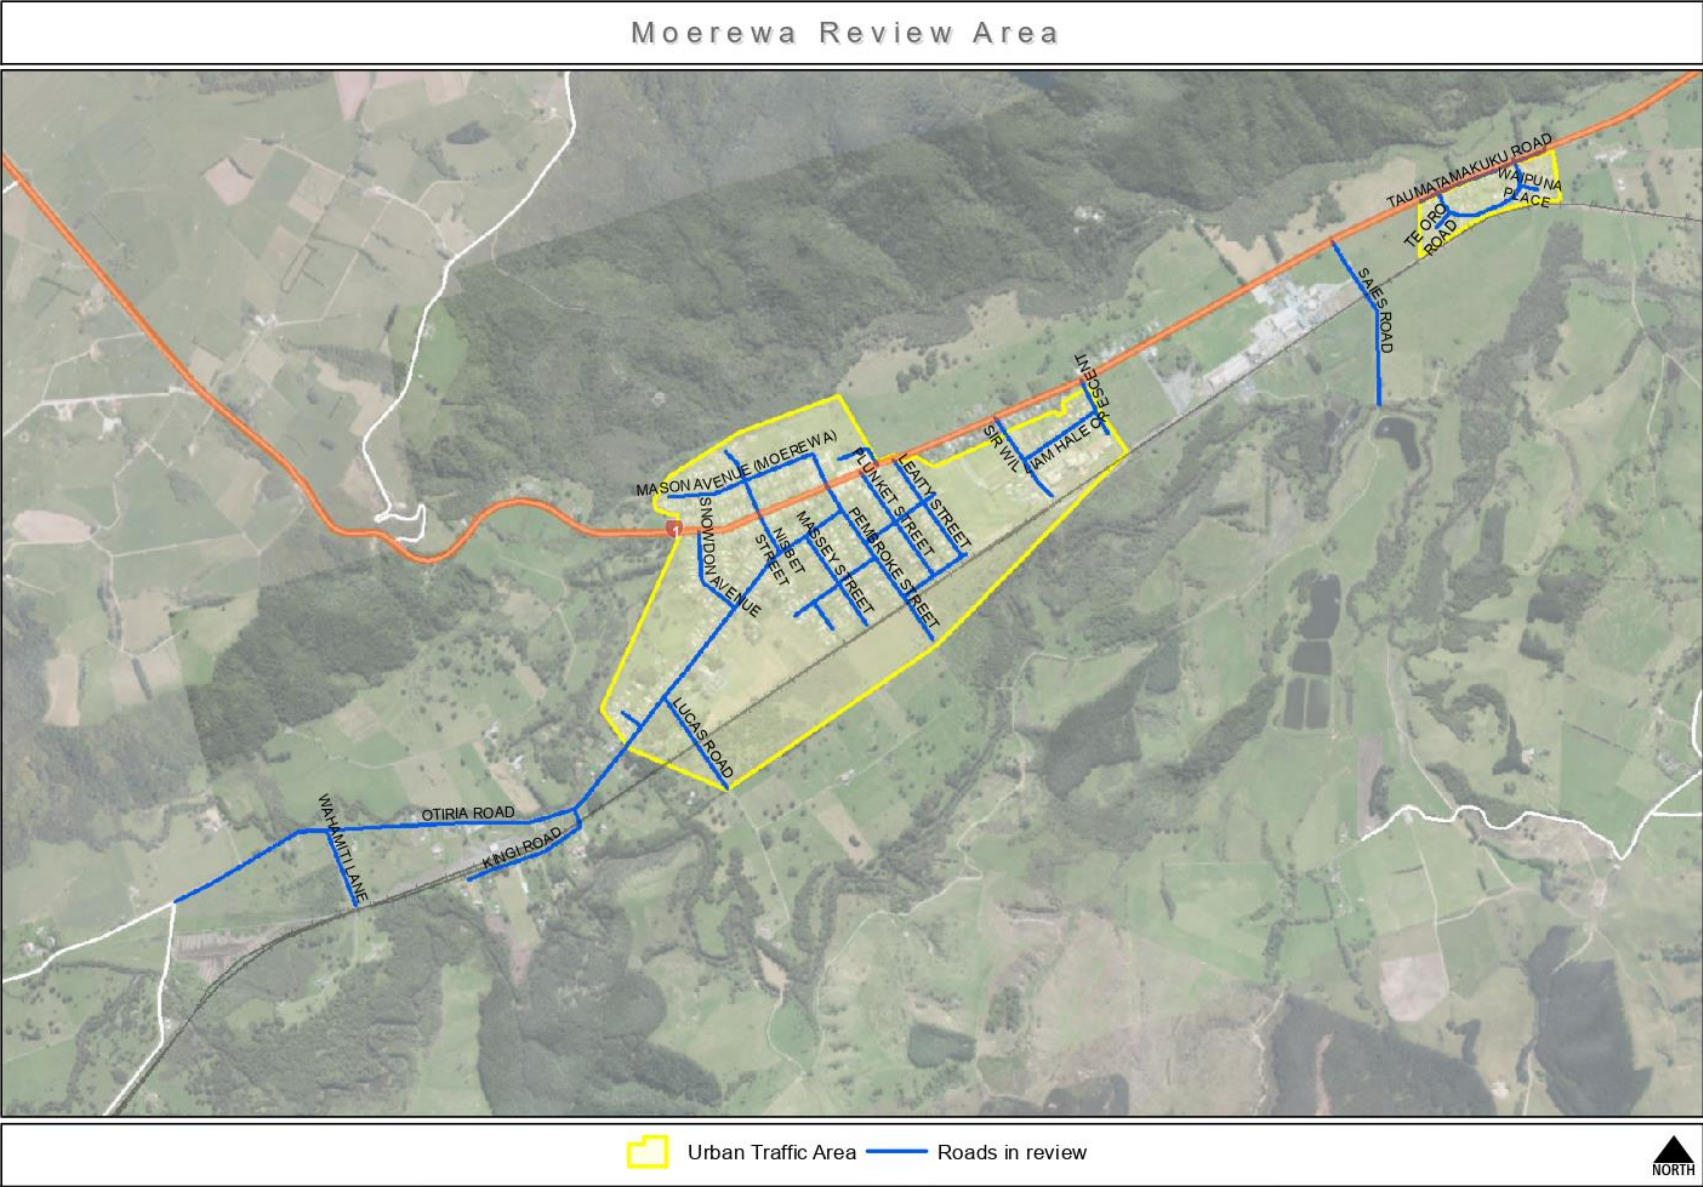 Moerewa Review Area
TAUMATAMAKUKU ROAD
WAIPUNA
PLACE
TE ORO
ROAD
SAIES ROAD
SIR WILLIAM HALE CRESCENT
MASON AVENUE (MOEREWA)
LEAITY STREET
PLUNKET STREET
PEMBROKE STREET
MASSEY STREET
NISBET
STREET
SNOWDON AVENUE
1
LUCAS ROAD
OTIRIA ROAD
KINGI ROAD
WAHAMITI LANE
Urban Traffic Area
Roads in review
NORTH